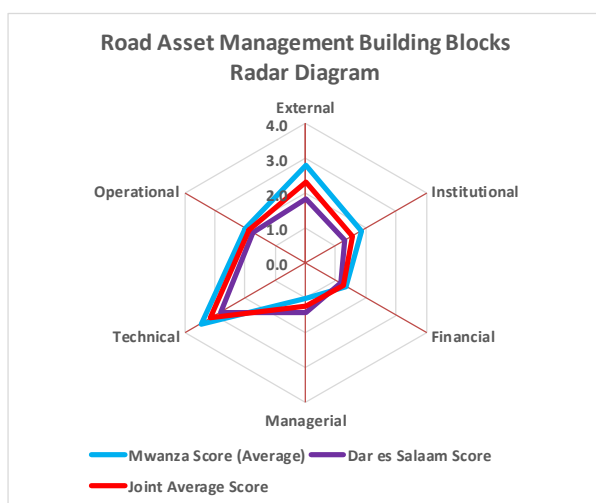 Road Asset Management Building Blocks
Radar Diagram
External
4.0
3.0
Operational
Institutional
2.0
1.0
0.0
Technical
Financial
Managerial
Mwanza Score (Average)
Dar es Salaam Score
Joint Average Score